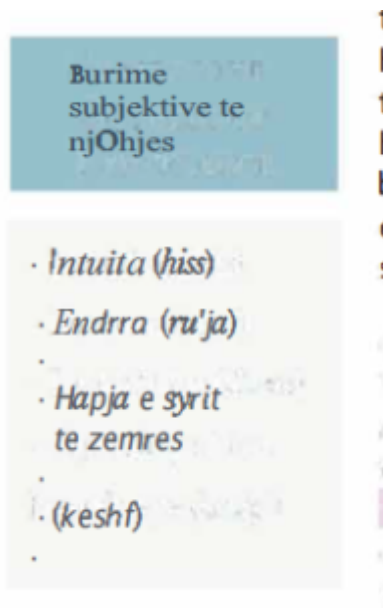 Burime
subjektive te
njOhjes
· Intuita (hiss)
· Endrra (ru'ja)
·
· Hapja e syrit
te zemres
·
· (keshf)
·